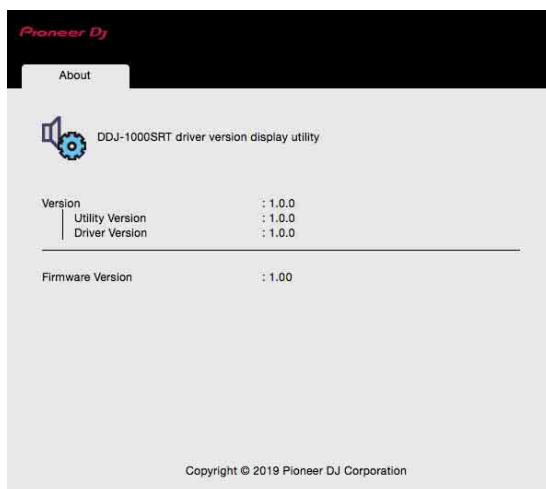 Pioneer Dj
About
DDJ-1000SRT driver version display utility
Version : 1.0.0
Utility Version : 1.0.0
Driver Version : 1.0.0
Firmware Version : 1.00
Copyright © 2019 Pioneer DJ Corporation